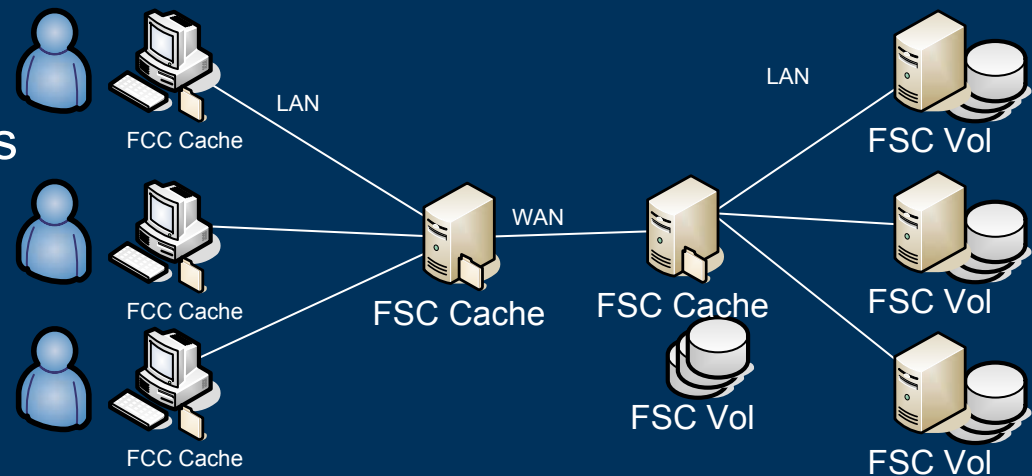 LAN
LAN
FCC Cache
FSC Vol
s
WAN
FCC Cache
FSC Cache
FSC Cache
FSC Vol
FSC Vol
FCC Cache
FSC Vol